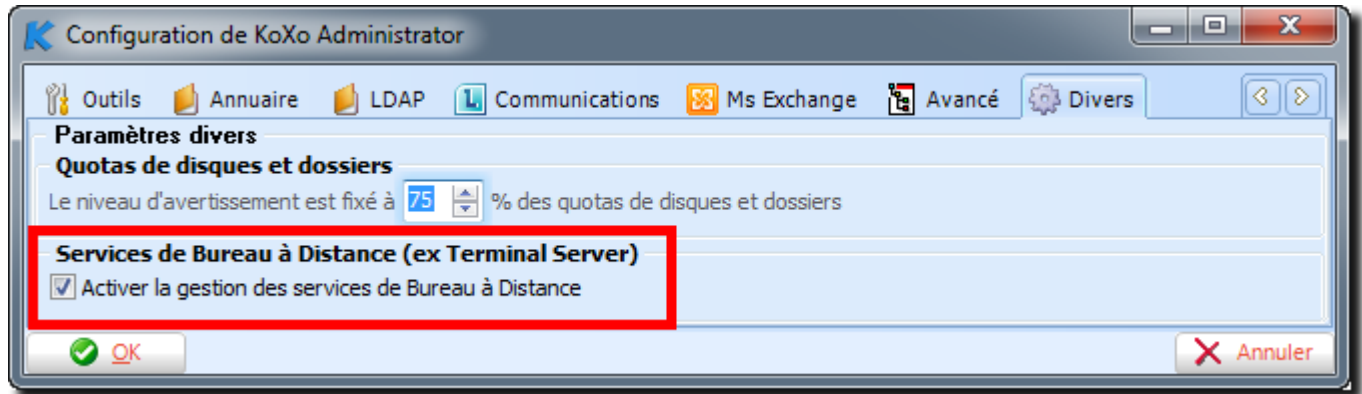 Configuration de KoXo Administrator
Outils Annuaire LDAP Communications Ms Exchange Avancé Divers
Paramètres divers
Quotas de disques et dossiers
Le niveau d'avertissement est fixé à 75 % des quotas de disques et dossiers
Services de Bureau à Distance (ex Terminal Server)
Activer la gestion des services de Bureau à Distance
OK Annuler